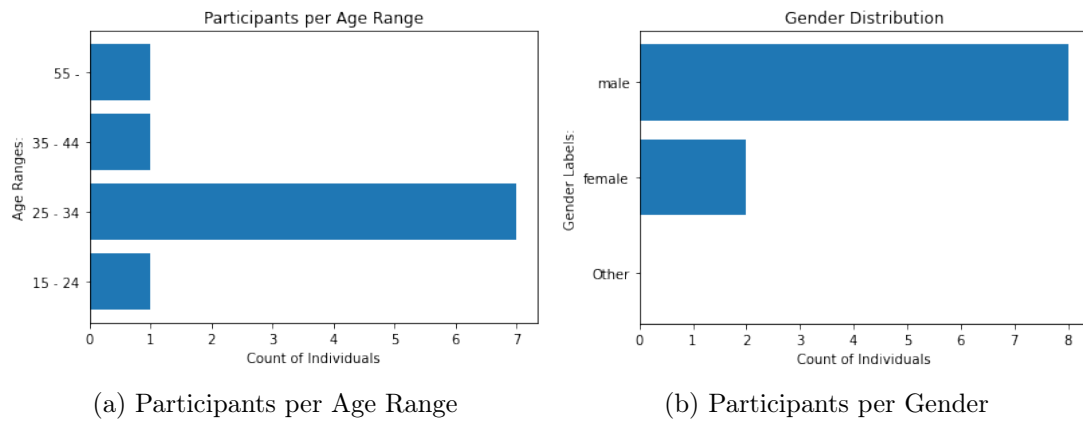 Participants per Age Range
55 -
35 - 44
25 - 34
15 - 24
Age Ranges:
0 1 2 3 4 5 6 7
Count of Individuals
(a) Participants per Age Range
Gender Distribution
male
female
Other
Gender Labels:
0 1 2 3 4 5 6 7 8
Count of Individuals
(b) Participants per Gender